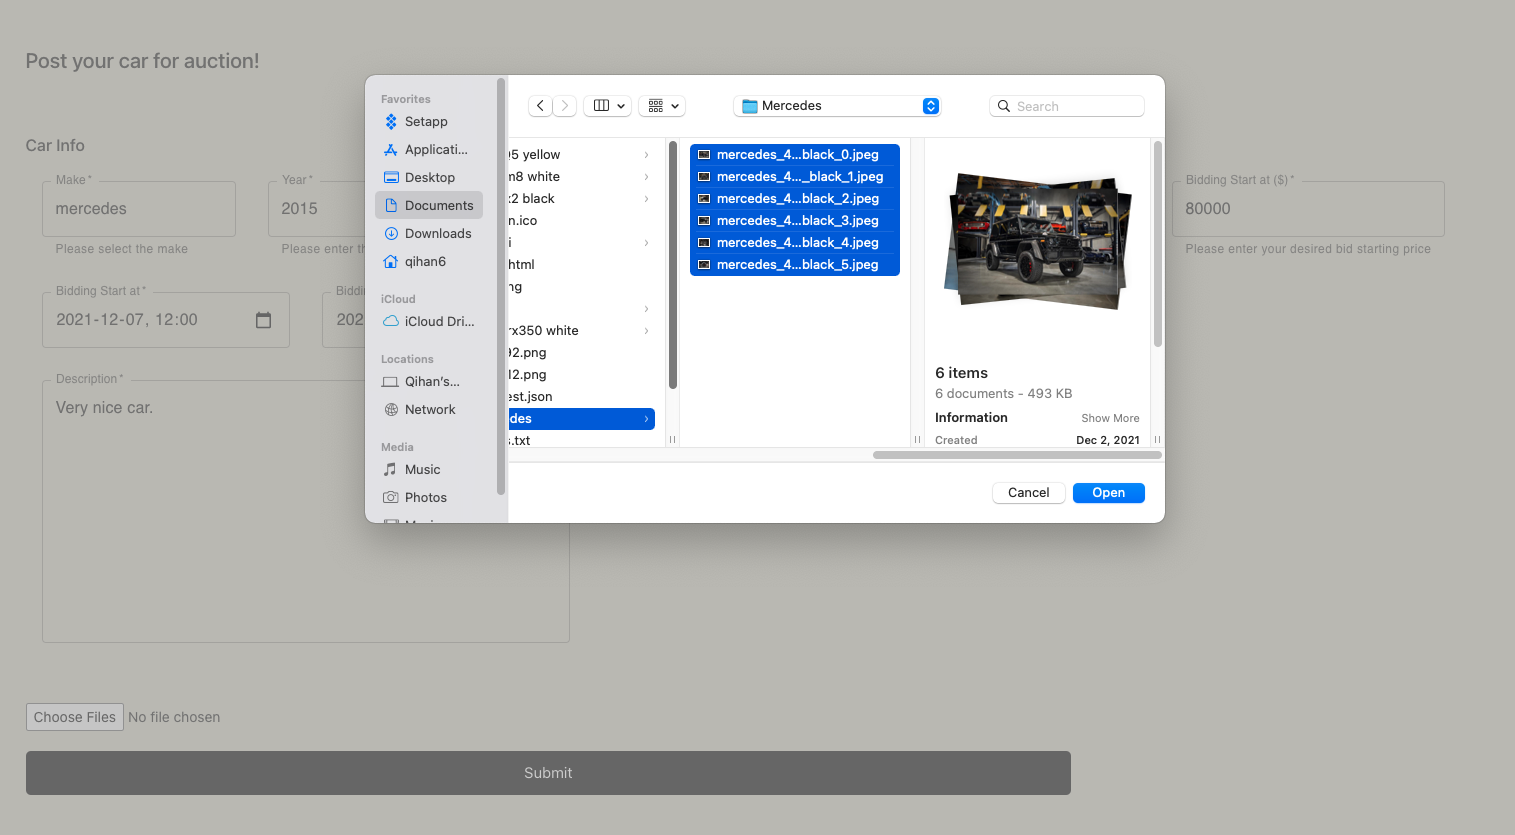 Post your car for auction!
Car Info
Make*
mercedes
Please select the make
Year*
2015
Please enter th
Bidding Start at ($)*
80000
Please enter your desired bid starting price
Bidding Start at*
2021-12-07, 12:00
Biddi
202
Description*
Very nice car.
Choose Files No file chosen
Submit
Favorites
Setapp
Applicati...
Desktop
Documents
Downloads
qihan6
iCloud
iCloud Dri...
Locations
Qihan's...
Network
Media
Music
Photos
Mercedes
Search
95 yellow
m8 white
x2 black
n.ico
i
html
ng
rx350 white
92.png
12.png
est.json
des
s.txt
mercedes_4...black_0.jpeg
mercedes_4..._black_1.jpeg
mercedes_4...black_2.jpeg
mercedes_4...black_3.jpeg
mercedes_4...black_4.jpeg
mercedes_4...black_5.jpeg
6 items
6 documents - 493 KB
Information Show More
Created Dec 2, 2021
Cancel Open